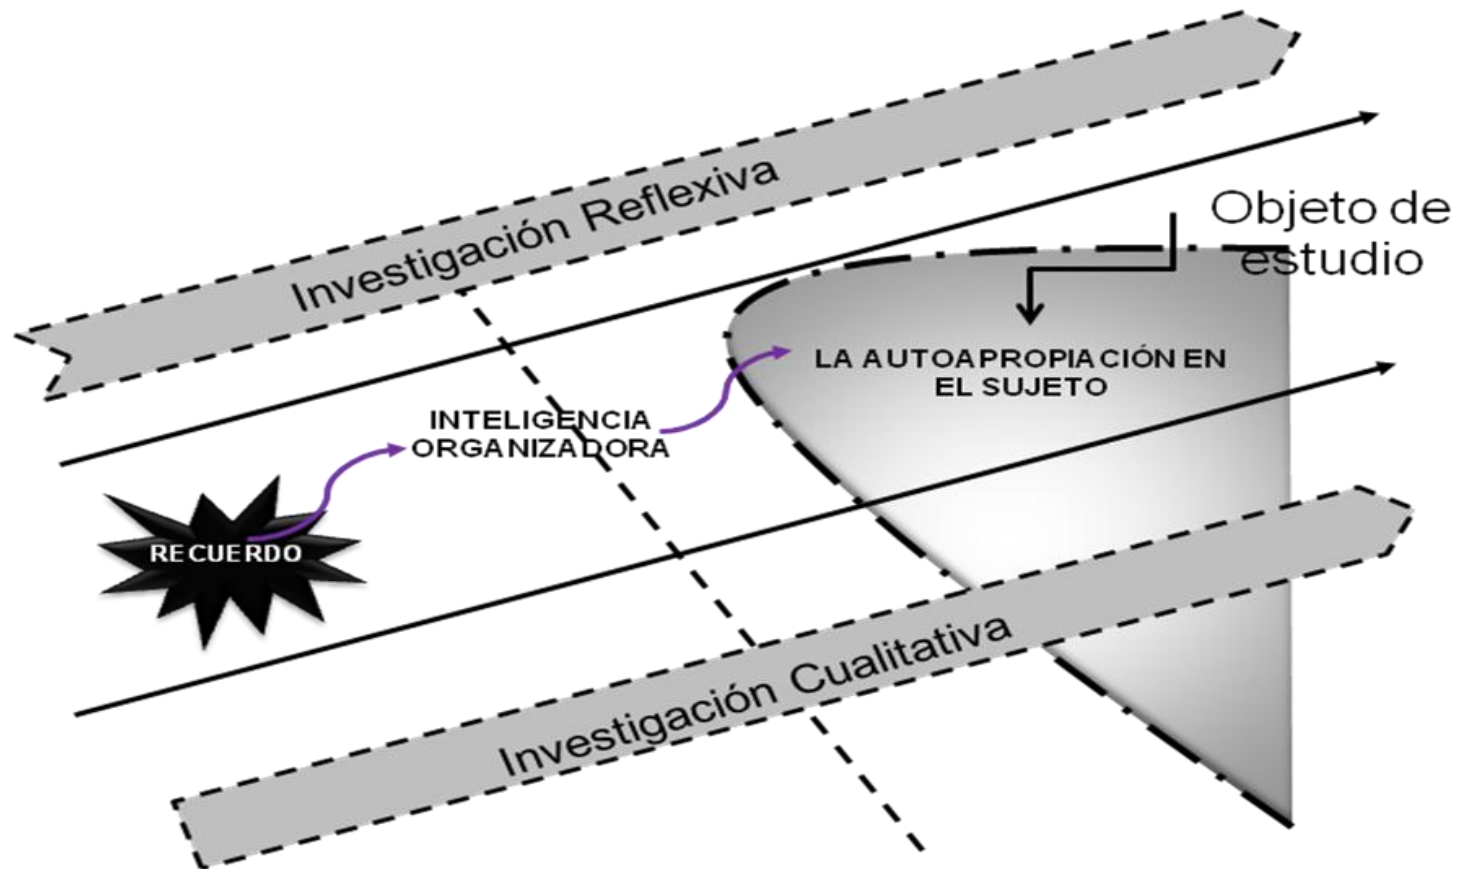 Investigación Reflexiva
Objeto de
estudio
LA AUTOAPROPIACIÓN EN
EL SUJETO
INTELIGENCIA
ORGANIZADORA
RECUERDO
Investigación Cualitativa